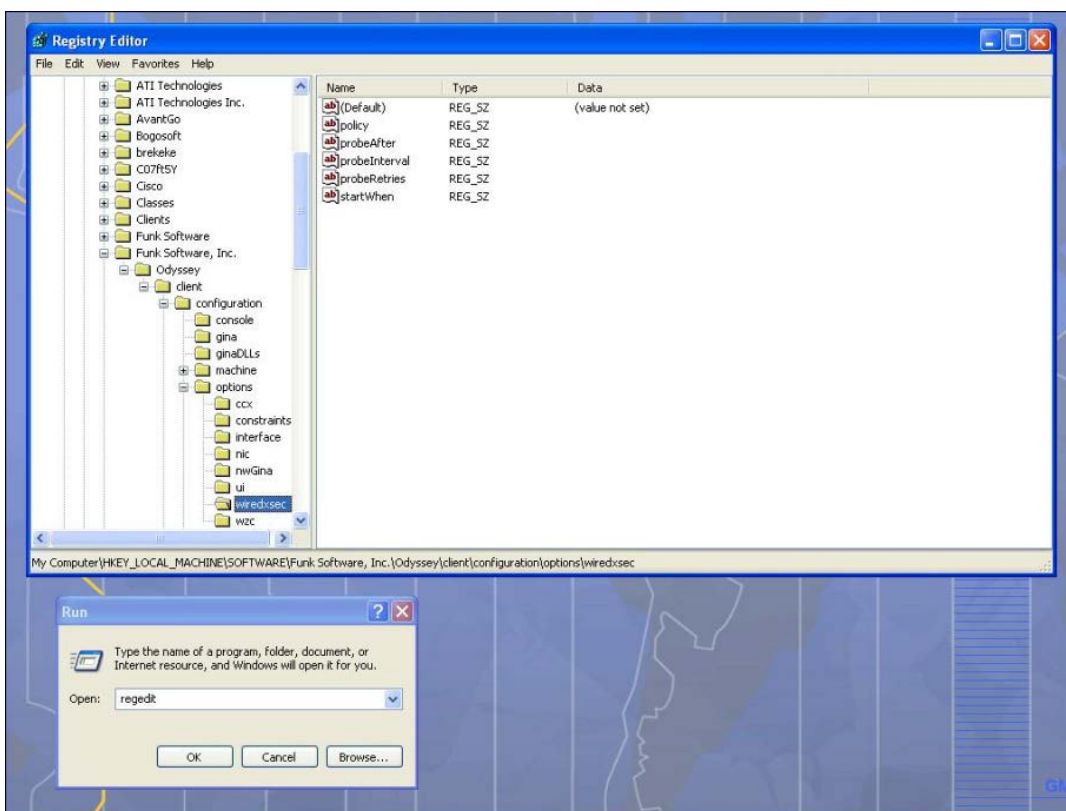 Registry Editor
File Edit View Favorites Help
ATI Technologies
ATI Technologies Inc.
AvantGo
Bogosoft
brekeke
C07ft5Y
Cisco
Classes
Clients
Funk Software
Funk Software, Inc.
Odyssey
client
configuration
console
gina
ginaDLLs
machine
options
ccx
constraints
interface
nic
nwGina
ui
wiredxsec
wzc
Name Type Data
(Default) REG_SZ (value not set)
policy REG_SZ
probeAfter REG_SZ
probeInterval REG_SZ
probeRetries REG_SZ
startWhen REG_SZ
My Computer\HKEY_LOCAL_MACHINE\SOFTWARE\Funk Software, Inc.\Odyssey\client\configuration\options\wiredxsec
Run
Type the name of a program, folder, document, or
Internet resource, and Windows will open it for you.
Open: regedit
OK Cancel Browse...